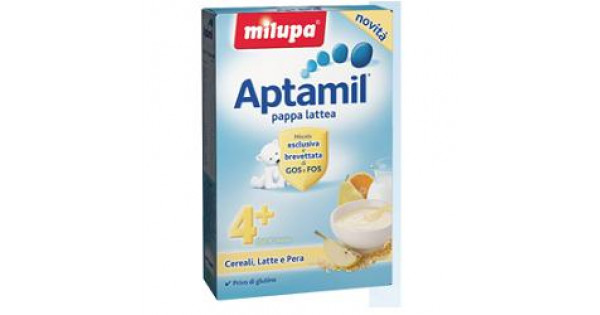 milupa
novità
Aptamil
pappa lattea
Miscela
esclusiva
e
brevettata
di
GOS e FOS
4+
Cereali, Latte e Pera
✓ Privo di glutine